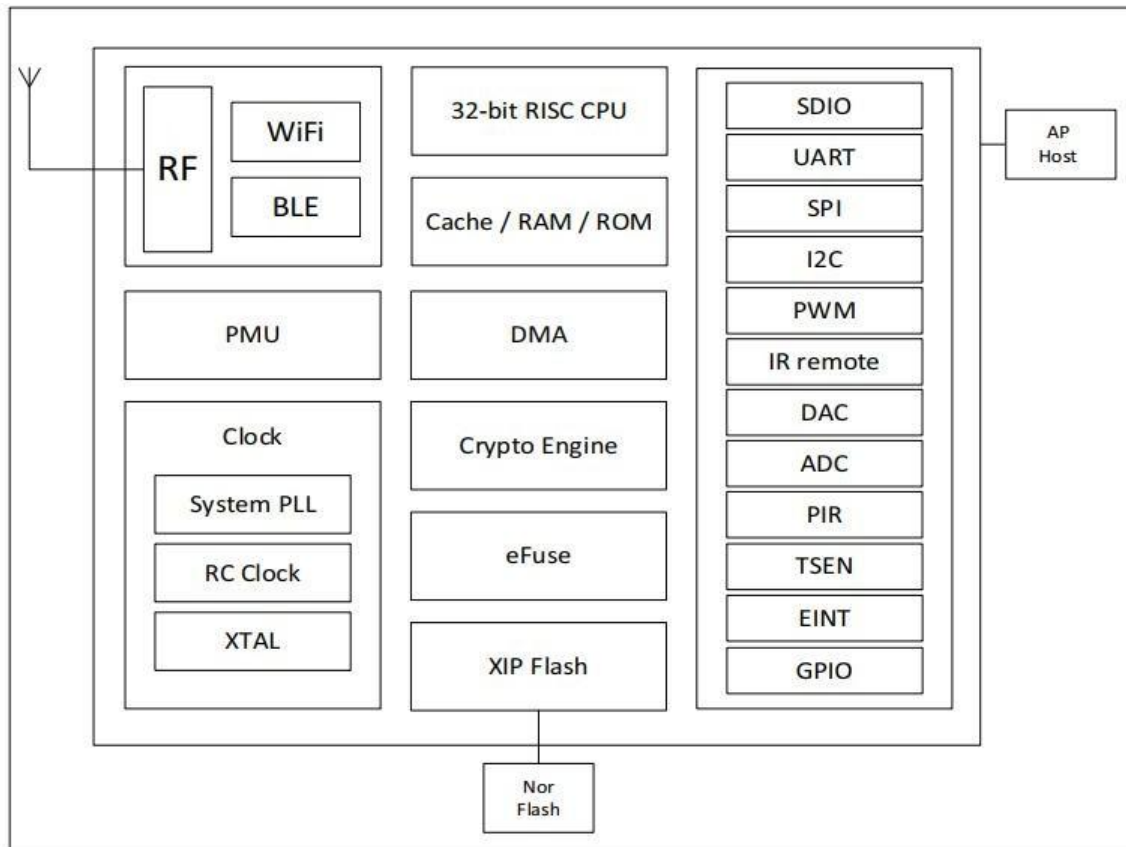 RF
WiFi
BLE
PMU
Clock
System PLL
RC Clock
XTAL
32-bit RISC CPU
Cache / RAM / ROM
DMA
Crypto Engine
eFuse
XIP Flash
Nor
Flash
SDIO
UART
SPI
I2C
PWM
IR remote
DAC
ADC
PIR
TSEN
EINT
GPIO
AP
Host